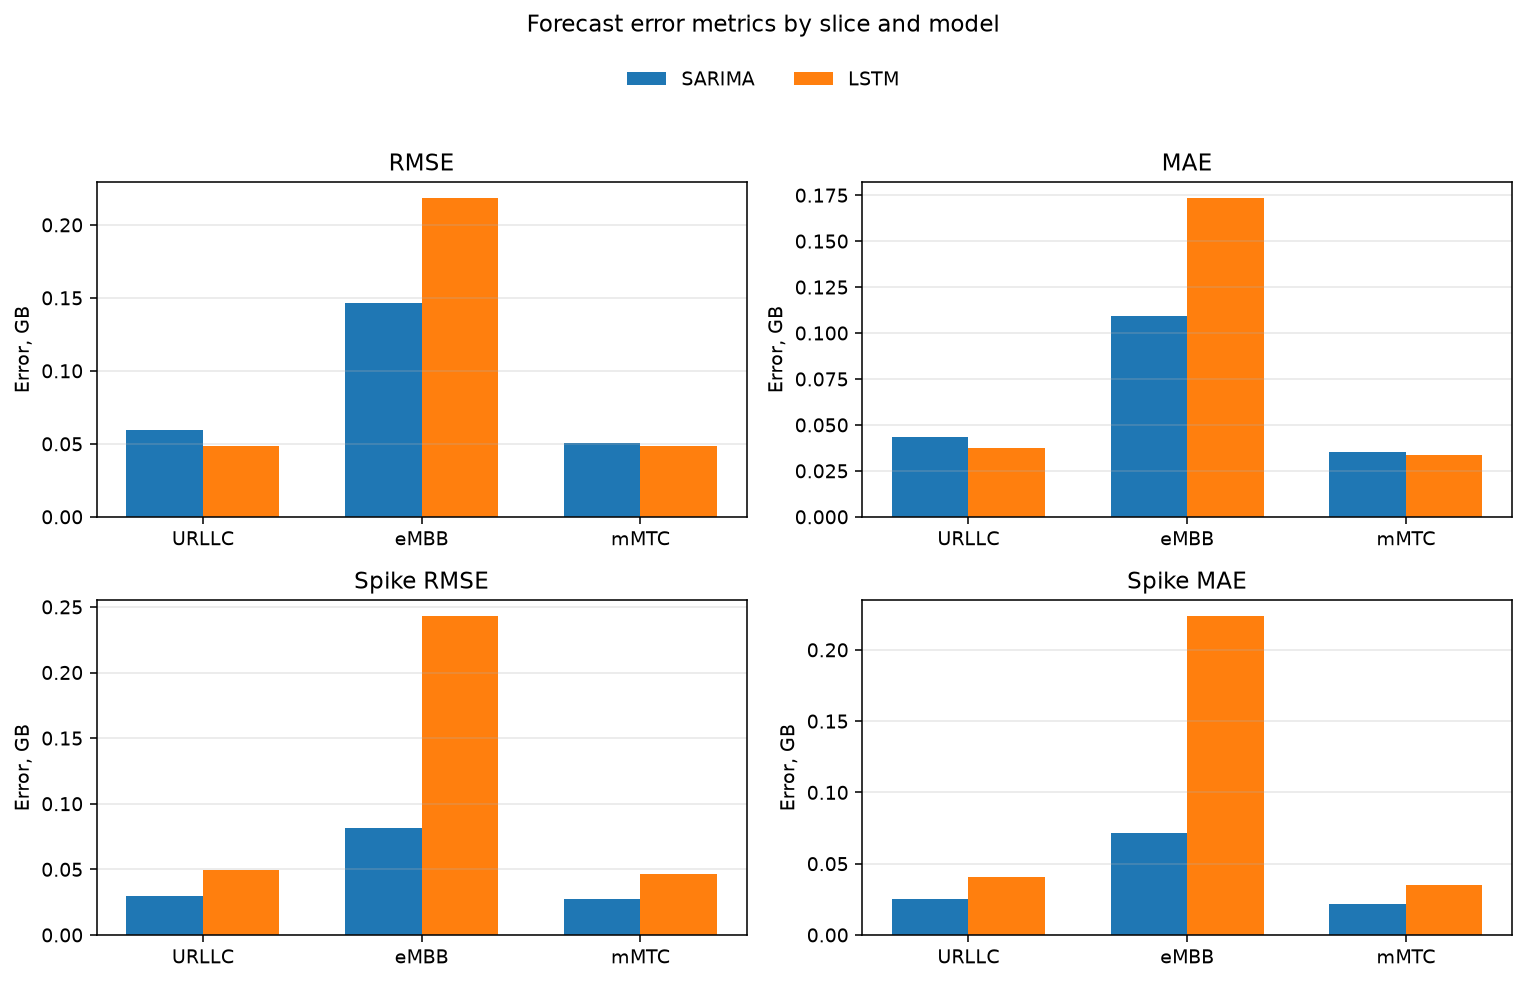 Forecast error metrics by slice and model
SARIMA LSTM
RMSE
Error, GB
0.20
0.15
0.10
0.05
0.00
URLLC eMBB mMTC
MAE
Error, GB
0.175
0.150
0.125
0.100
0.075
0.050
0.025
0.000
URLLC eMBB mMTC
Spike RMSE
Error, GB
0.25
0.20
0.15
0.10
0.05
0.00
URLLC eMBB mMTC
Spike MAE
Error, GB
0.20
0.15
0.10
0.05
0.00
URLLC eMBB mMTC